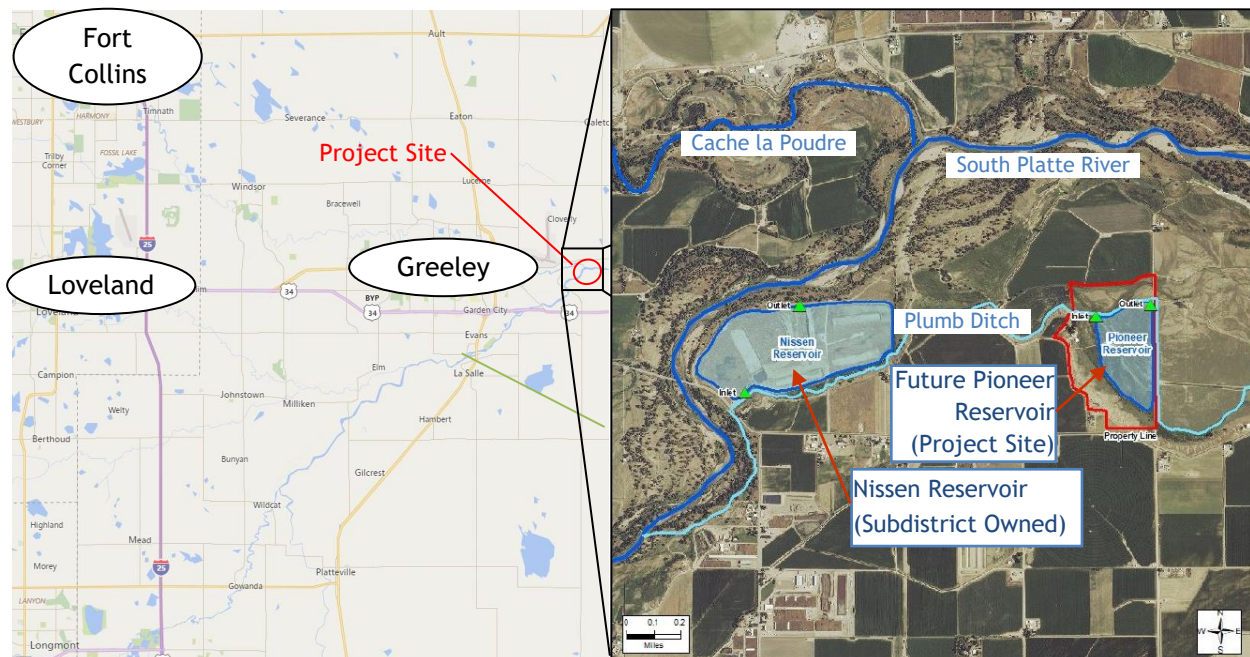 Fort
Collins
Ault
WESTBURY
HARMONY
Timnath
Severance
Eaton
Galeton
FOSSIL LAKE
Trilby
Corner
Project Site
Lucerne
Windsor
Bracewell
Cloverly
25
Loveland
Greeley
34
BYP
34
34
Garden City
Evans
La Salle
Campion
Elm
Johnstown
Milliken
Welty
Hambert
Berthoud
Bunyan
Gilcrest
Wildcat
Highland
Mead
Morey
25
Platteville
LANYON
Gowanda
Longmont
Cache la Poudre
South Platte River
Outlet
Nissen
Reservoir
Inlet
Plumb Ditch
Outlet
Inlet
Pioneer
Reservoir
Future Pioneer
Reservoir
(Project Site)
Property Line
Nissen Reservoir
(Subdistrict Owned)
0 0.1 0.2
Miles
N
W E
S